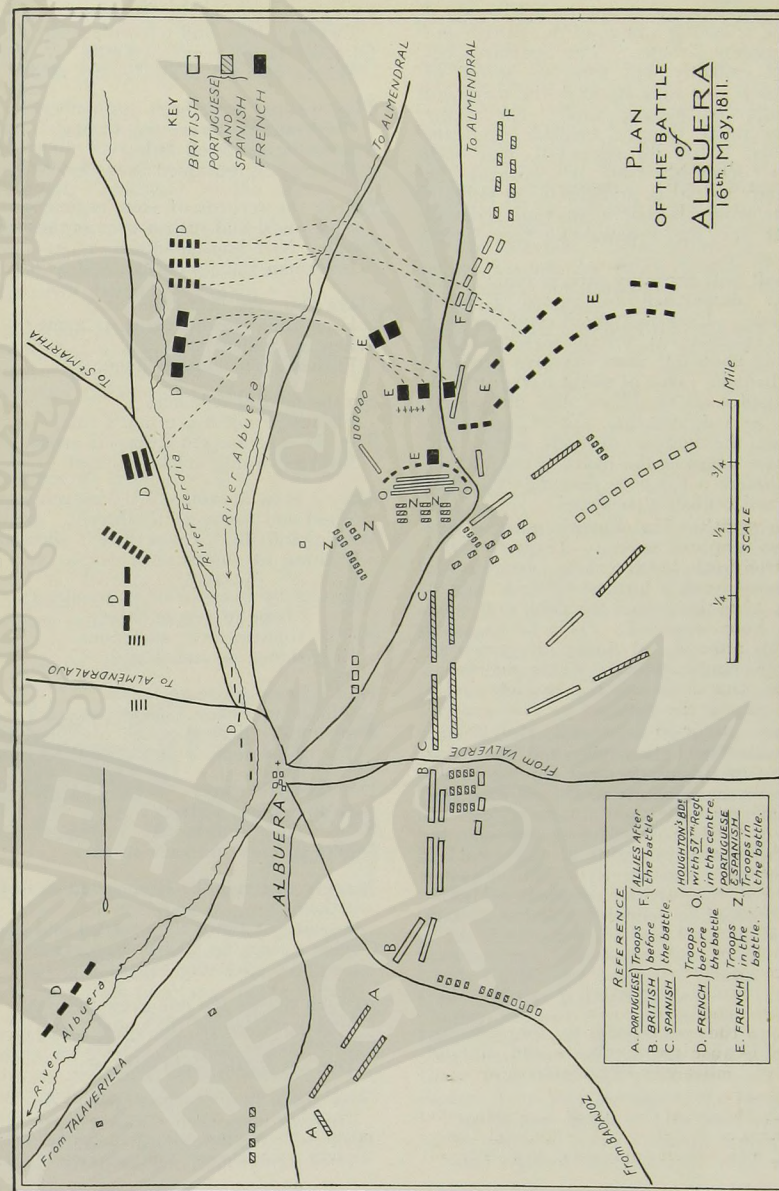 PLAN
OF THE BATTLE
of
ALBUERA
16th. May, 1811.
KEY
BRITISH
PORTUGUESE
AND
SPANISH
FRENCH
To ALMENDRAL
To ALMENDRAL
To St MARTHA
To ALMENDRALAJO
River Ferdia
River Albuera
River Albuera
ALBUERA
From TALAVERILLA
From BADAJOZ
From VALVERDE
D
D
D
D
D
D
E
E
E
E
E
F
F
O
O
N
N
Z
Z
C
C
B
B
A
A
1/4
1/2
3/4
1 Mile
SCALE
REFERENCE
A. PORTUGUESE
B. BRITISH
C. SPANISH
Troops
before
the battle.
D. FRENCH
Troops
before
the battle.
E. FRENCH
Troops
in the
battle.
F. ALLIES After
the battle.
O. HOUGHTON'S BDE
with 57TH Regt
in the centre.
Z PORTUGUESE
& SPANISH
Troops in
the battle.
REGT